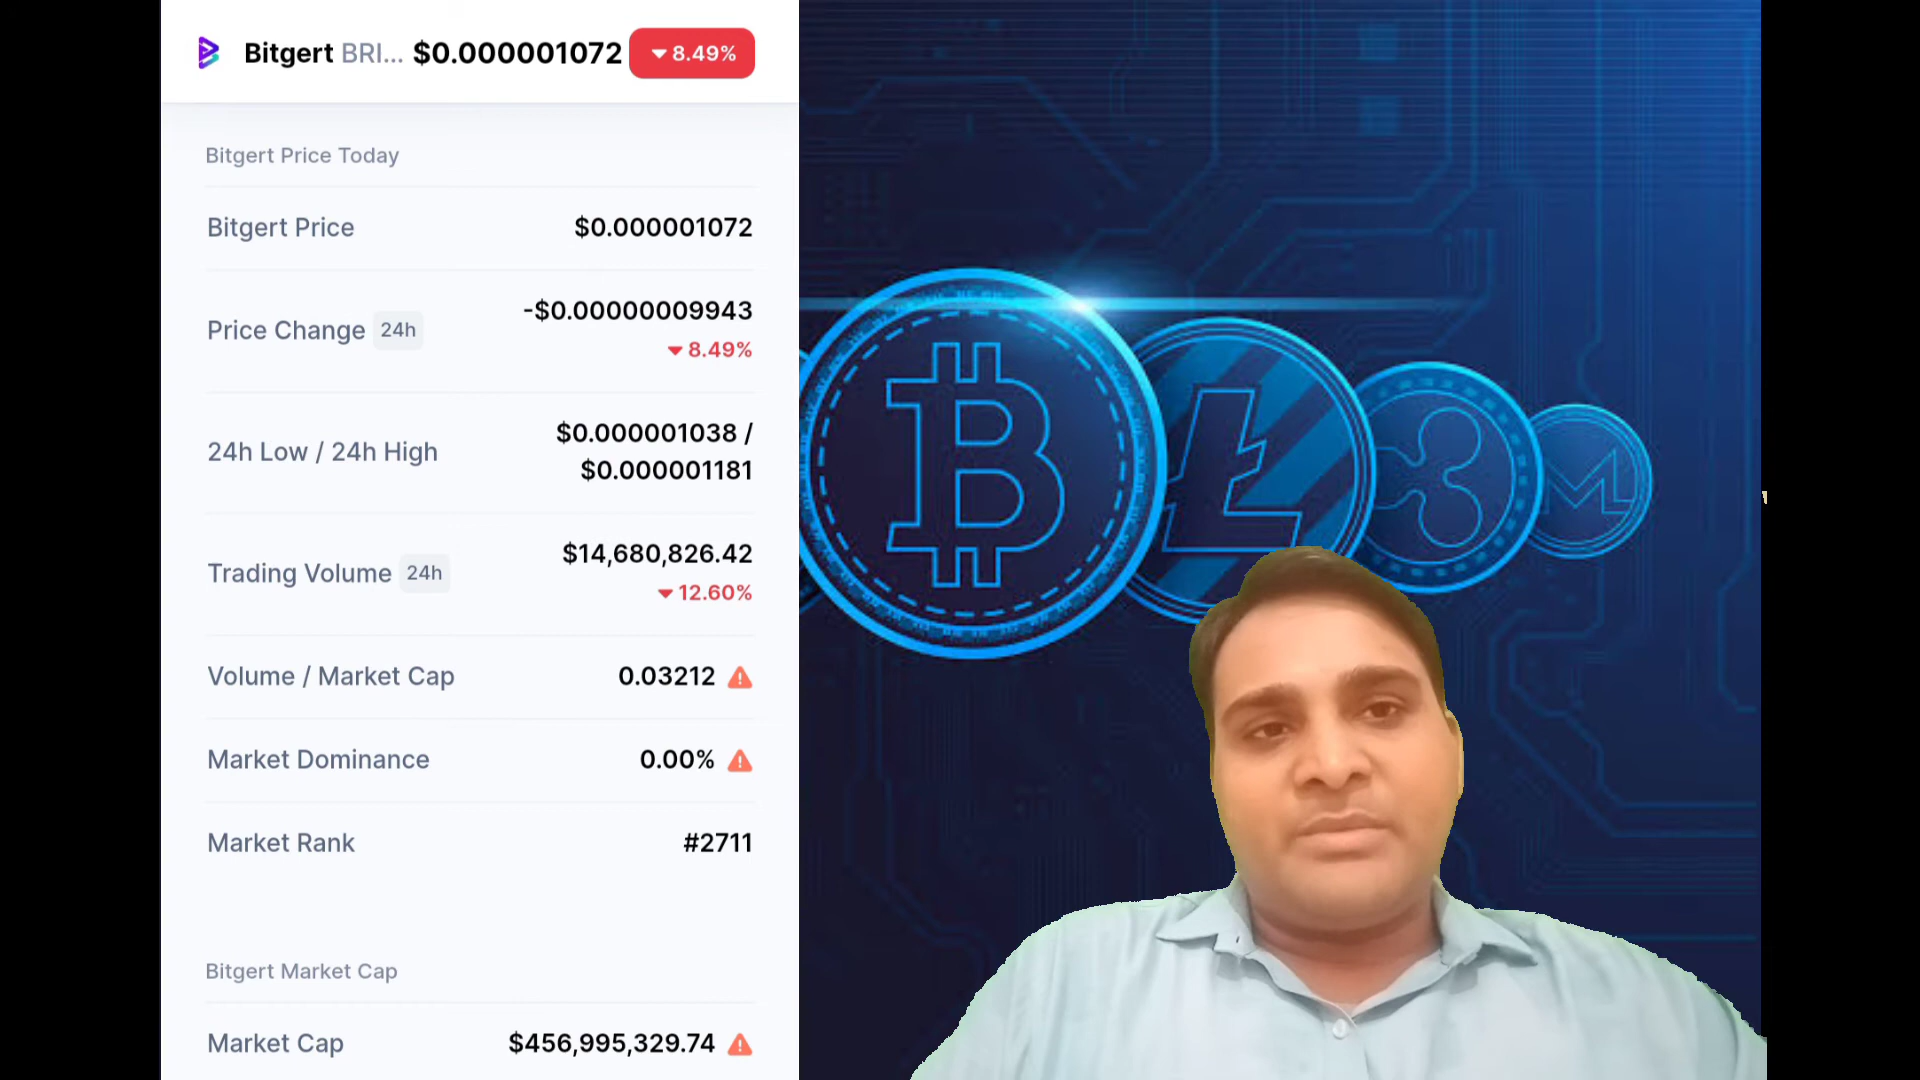 Bitgert BRI... $0.000001072 8.49%
Bitgert Price Today
Bitgert Price $0.000001072
Price Change 24h -$0.00000009943
8.49%
24h Low / 24h High $0.000001038 /
$0.000001181
Trading Volume 24h $14,680,826.42
12.60%
Volume / Market Cap 0.03212
Market Dominance 0.00%
Market Rank #2711
Bitgert Market Cap
Market Cap $456,995,329.74